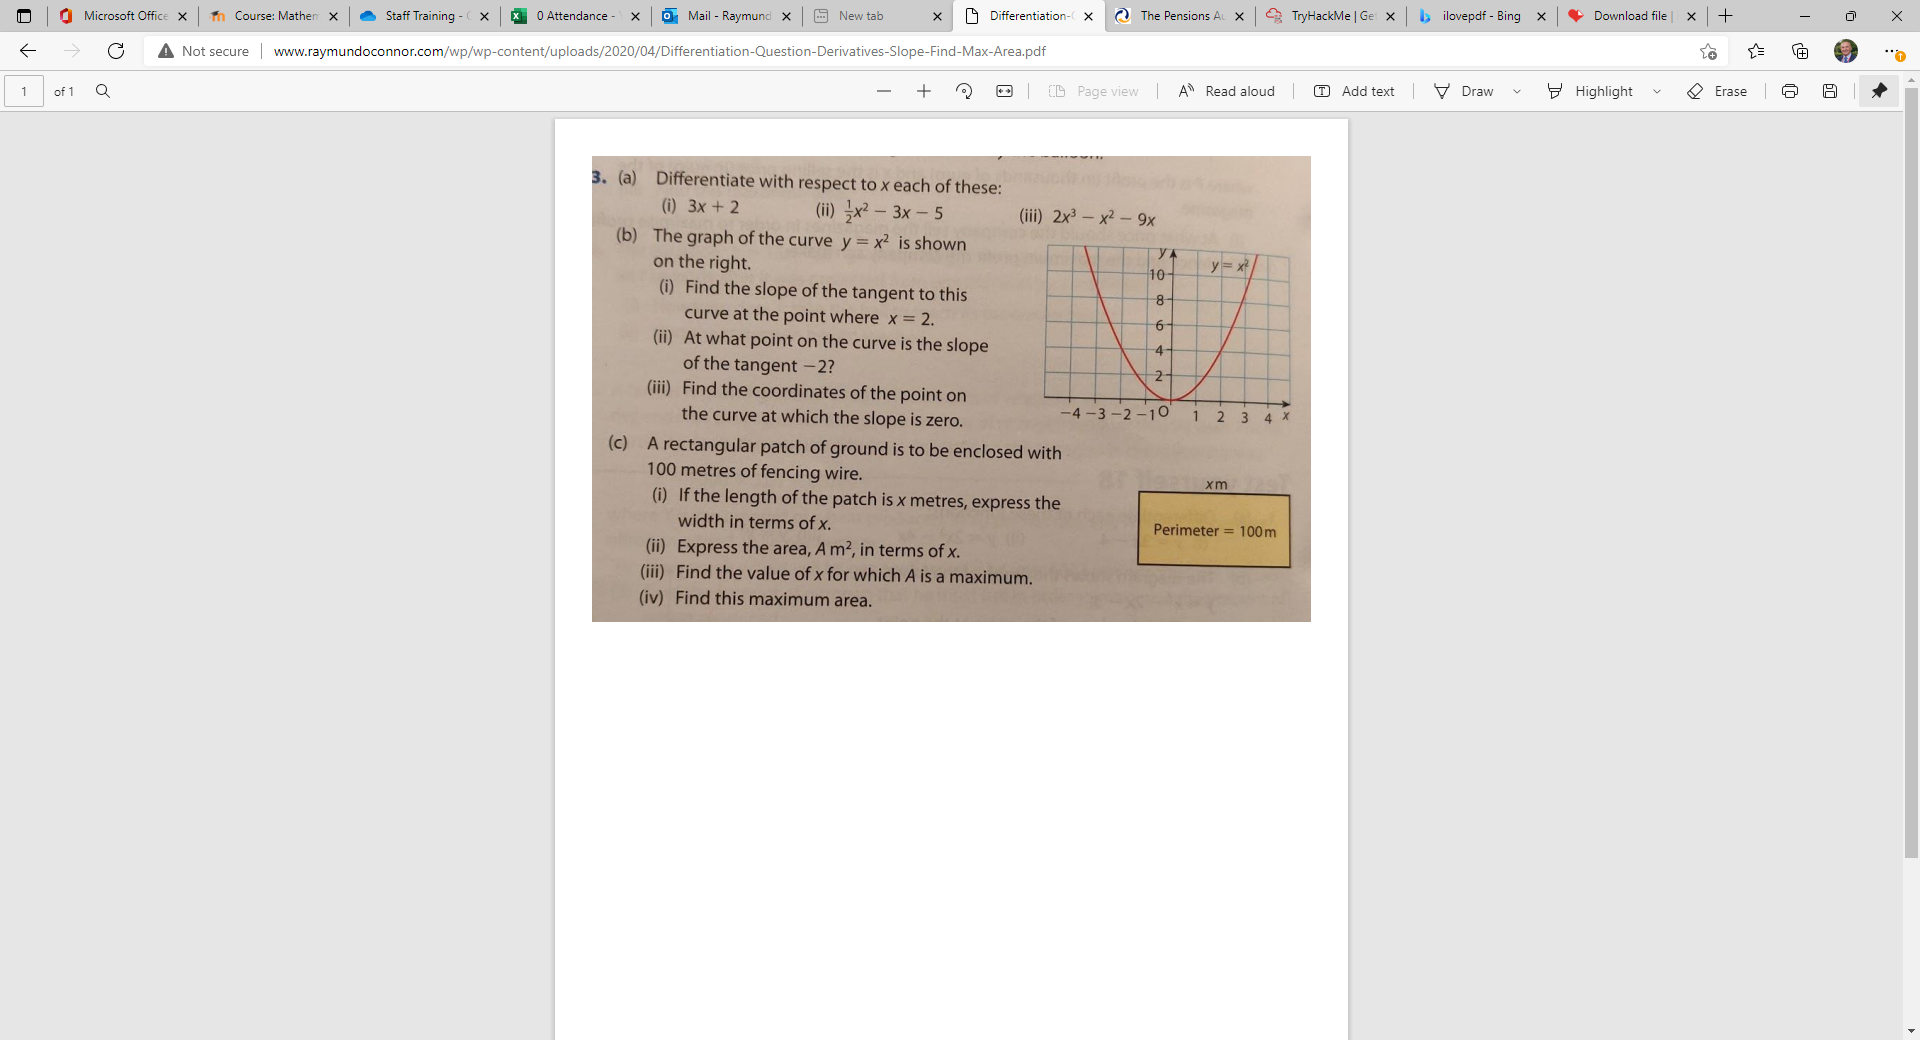 Microsoft Office
Course: Mathem
Staff Training -
0 Attendance -
Mail - Raymund
New tab
Differentiation-
The Pensions Au
TryHackMe | Ge
ilovepdf - Bing
Download file |
Not secure
www.raymundoconnor.com/wp/wp-content/uploads/2020/04/Differentiation-Question-Derivatives-Slope-Find-Max-Area.pdf
1 of 1
Page view
Read aloud
Add text
Draw
Highlight
Erase
3. (a) Differentiate with respect to x each of these:
(i) 3x + 2 (ii) ½x² − 3x − 5 (iii) 2x³ − x² − 9x
(b) The graph of the curve y = x² is shown
on the right.
(i) Find the slope of the tangent to this
curve at the point where x = 2.
(ii) At what point on the curve is the slope
of the tangent −2?
(iii) Find the coordinates of the point on
the curve at which the slope is zero.
y
y = x²
10
8
6
4
2
−4 −3 −2 −1 O 1 2 3 4 x
(c) A rectangular patch of ground is to be enclosed with
100 metres of fencing wire.
(i) If the length of the patch is x metres, express the
width in terms of x.
(ii) Express the area, A m², in terms of x.
(iii) Find the value of x for which A is a maximum.
(iv) Find this maximum area.
x m
Perimeter = 100 m